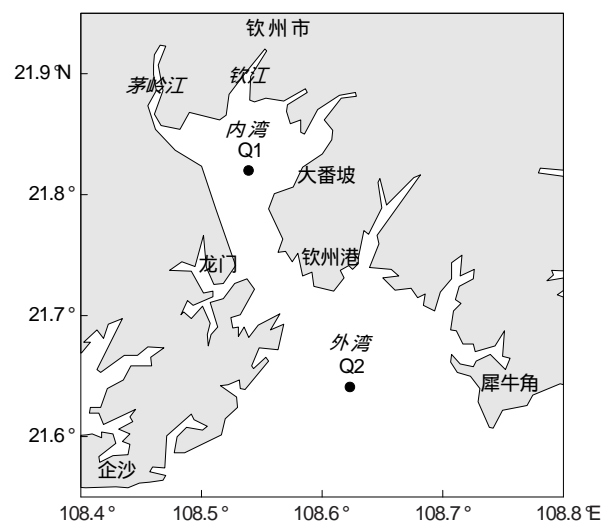 钦州市
21.9°N
茅岭江
钦江
内湾
Q1
大番坡
21.8°
龙门
钦州港
21.7°
外湾
Q2
犀牛角
21.6°
企沙
108.4°
108.5°
108.6°
108.7°
108.8°E